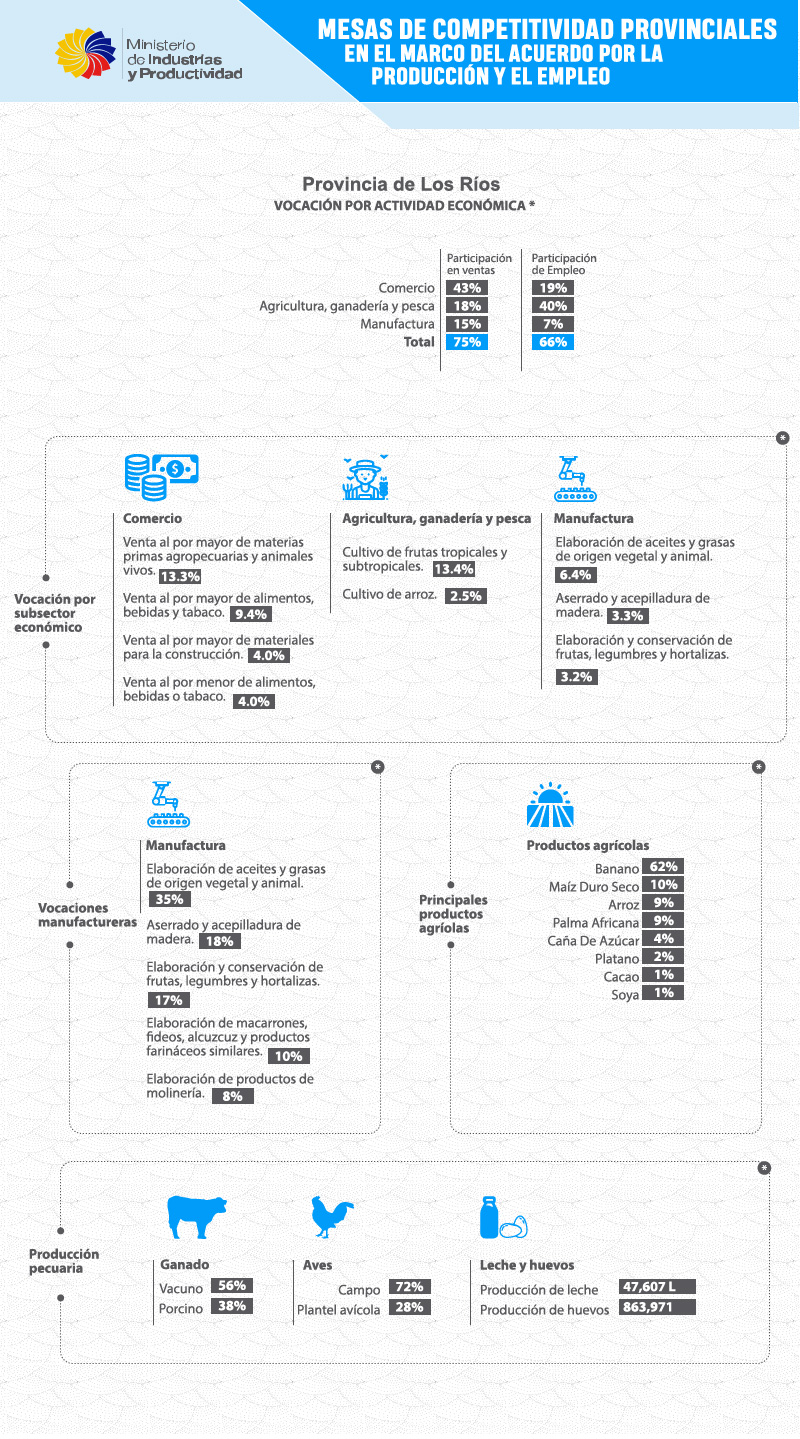 Ministerio
de Industrias
y Productividad
MESAS DE COMPETITIVIDAD PROVINCIALES
EN EL MARCO DEL ACUERDO POR LA
PRODUCCIÓN Y EL EMPLEO
Provincia de Los Ríos
VOCACIÓN POR ACTIVIDAD ECONÓMICA *
Participación
en ventas
Participación
de Empleo
Comercio 43% 19%
Agricultura, ganadería y pesca 18% 40%
Manufactura 15% 7%
Total 75% 66%
*
Vocación por
subsector
económico
Comercio
Venta al por mayor de materias
primas agropecuarias y animales
vivos. 13.3%
Venta al por mayor de alimentos,
bebidas y tabaco. 9.4%
Venta al por mayor de materiales
para la construcción. 4.0%
Venta al por menor de alimentos,
bebidas o tabaco. 4.0%
Agricultura, ganadería y pesca
Cultivo de frutas tropicales y
subtropicales. 13.4%
Cultivo de arroz. 2.5%
Manufactura
Elaboración de aceites y grasas
de origen vegetal y animal.
6.4%
Aserrado y acepilladura de
madera. 3.3%
Elaboración y conservación de
frutas, legumbres y hortalizas.
3.2%
*
Vocaciones
manufactureras
Manufactura
Elaboración de aceites y grasas
de origen vegetal y animal.
35%
Aserrado y acepilladura de
madera. 18%
Elaboración y conservación de
frutas, legumbres y hortalizas.
17%
Elaboración de macarrones,
fideos, alcuzcuz y productos
farináceos similares. 10%
Elaboración de productos de
molinería. 8%
*
Principales
productos
agríolas
Productos agrícolas
Banano 62%
Maíz Duro Seco 10%
Arroz 9%
Palma Africana 9%
Caña De Azúcar 4%
Platano 2%
Cacao 1%
Soya 1%
*
Producción
pecuaria
Ganado
Vacuno 56%
Porcino 38%
Aves
Campo 72%
Plantel avícola 28%
Leche y huevos
Producción de leche 47,607 L
Producción de huevos 863,971